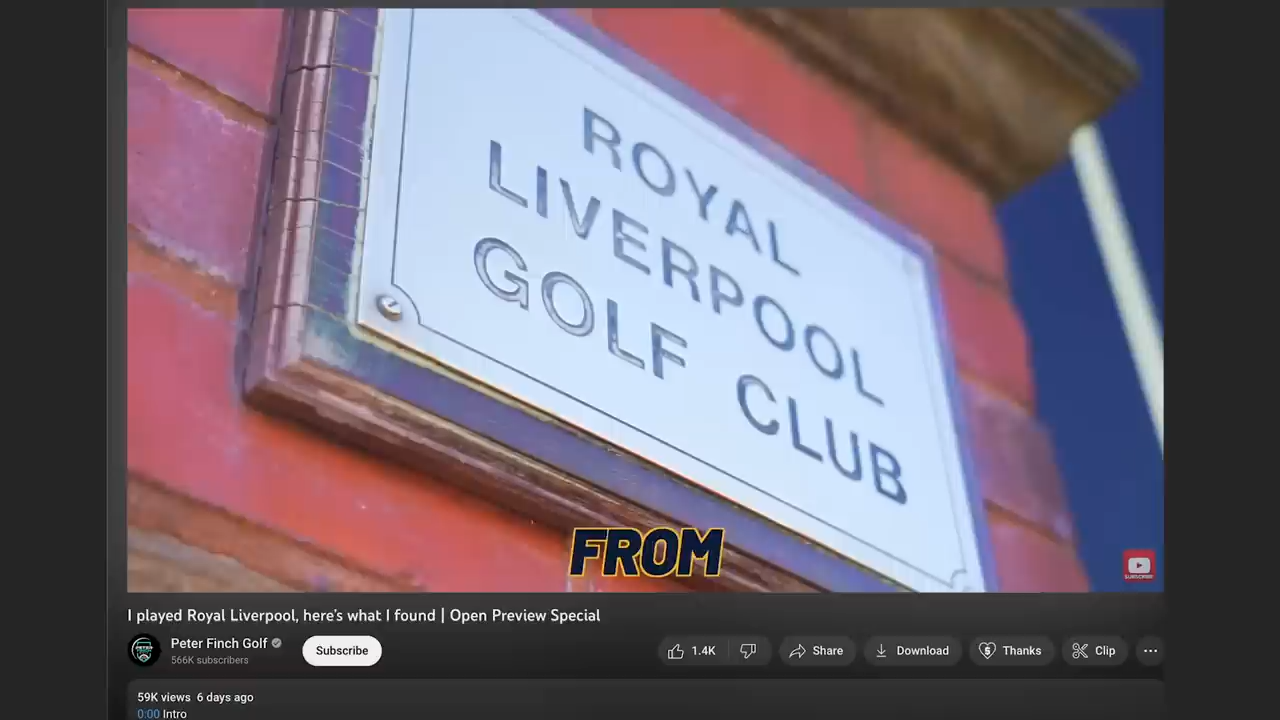 ROYAL
LIVERPOOL
GOLF CLUB
FROM
SUBSCRIBE
I played Royal Liverpool, here's what I found | Open Preview Special
Peter Finch Golf
566K subscribers
Subscribe
1.4K
Share
Download
Thanks
Clip
59K views 6 days ago
0:00 Intro